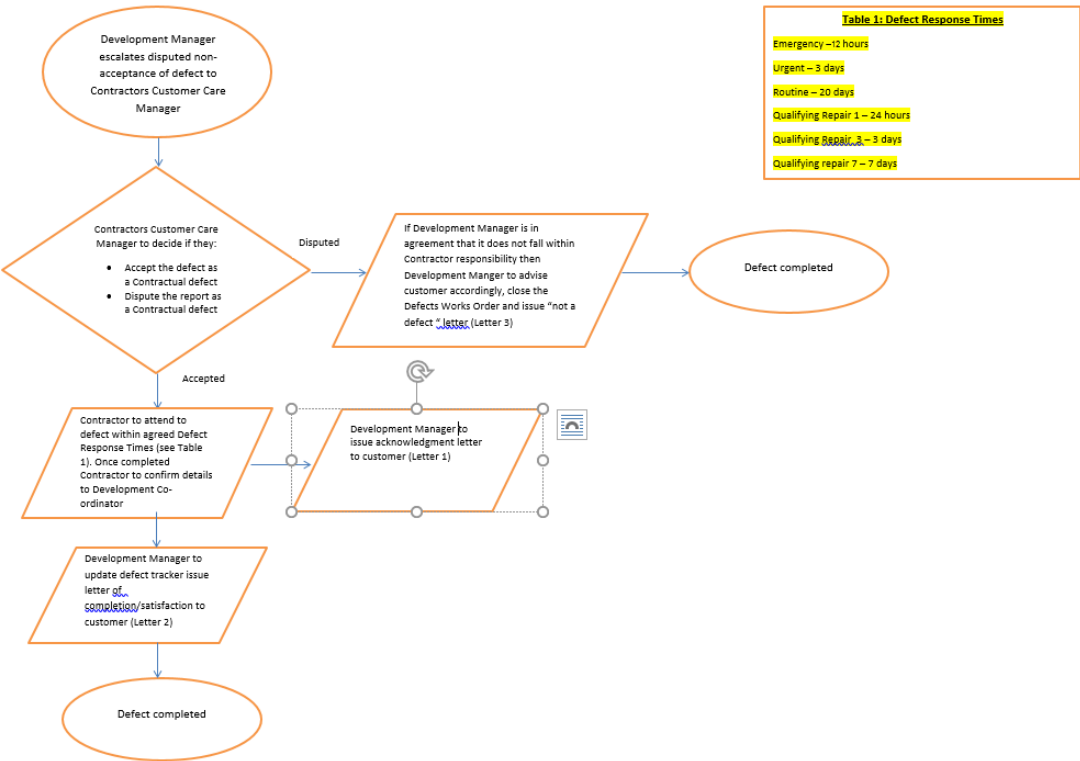 Development Manager
escalates disputed non-
acceptance of defect to
Contractors Customer Care
Manager
Table 1: Defect Response Times
Emergency –12 hours
Urgent – 3 days
Routine – 20 days
Qualifying Repair 1 – 24 hours
Qualifying Repair 3 – 3 days
Qualifying repair 7 – 7 days
Contractors Customer Care
Manager to decide if they:
• Accept the defect as
a Contractual defect
• Dispute the report as
a Contractual defect
Disputed
If Development Manager is in
agreement that it does not fall within
Contractor responsibility then
Development Manger to advise
customer accordingly, close the
Defects Works Order and issue “not a
defect “ letter (Letter 3)
Defect completed
Accepted
Contractor to attend to
defect within agreed Defect
Response Times (see Table
1). Once completed
Contractor to confirm details
to Development Co-
ordinator
Development Manager to
issue acknowledgment letter
to customer (Letter 1)
Development Manager to
update defect tracker issue
letter of
completion/satisfaction to
customer (Letter 2)
Defect completed